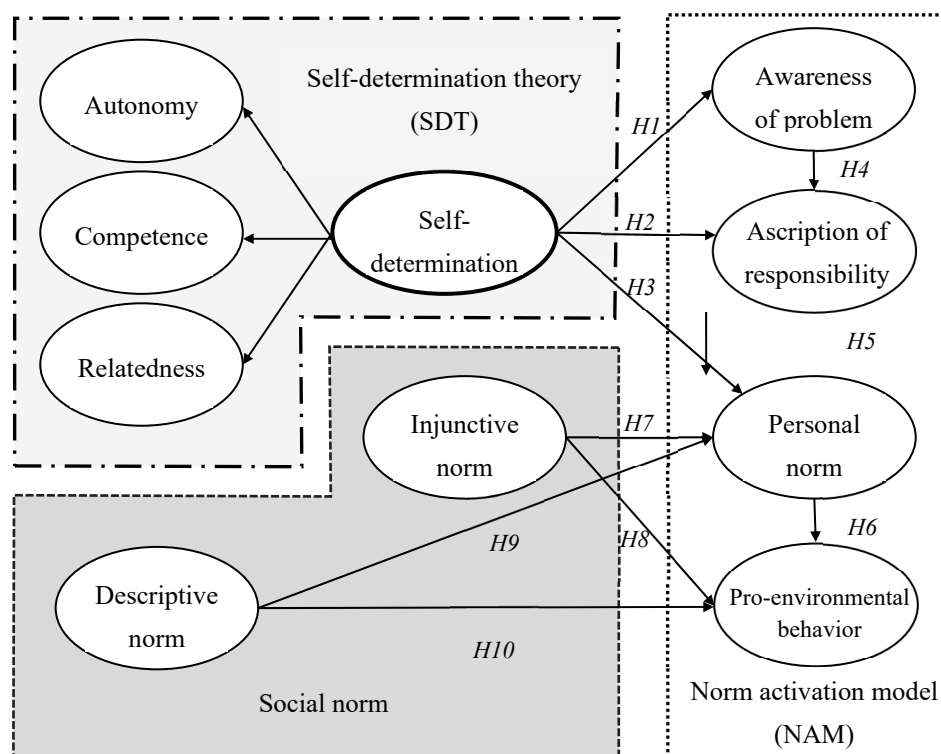 Self-determination theory
(SDT)
Autonomy
Competence
Relatedness
Self-
determination
H1
H2
H3
Awareness
of problem
H4
Ascription of
responsibility
H5
Injunctive
norm
H7
Personal
norm
H9
H8
H6
Descriptive
norm
H10
Pro-environmental
behavior
Social norm
Norm activation model
(NAM)